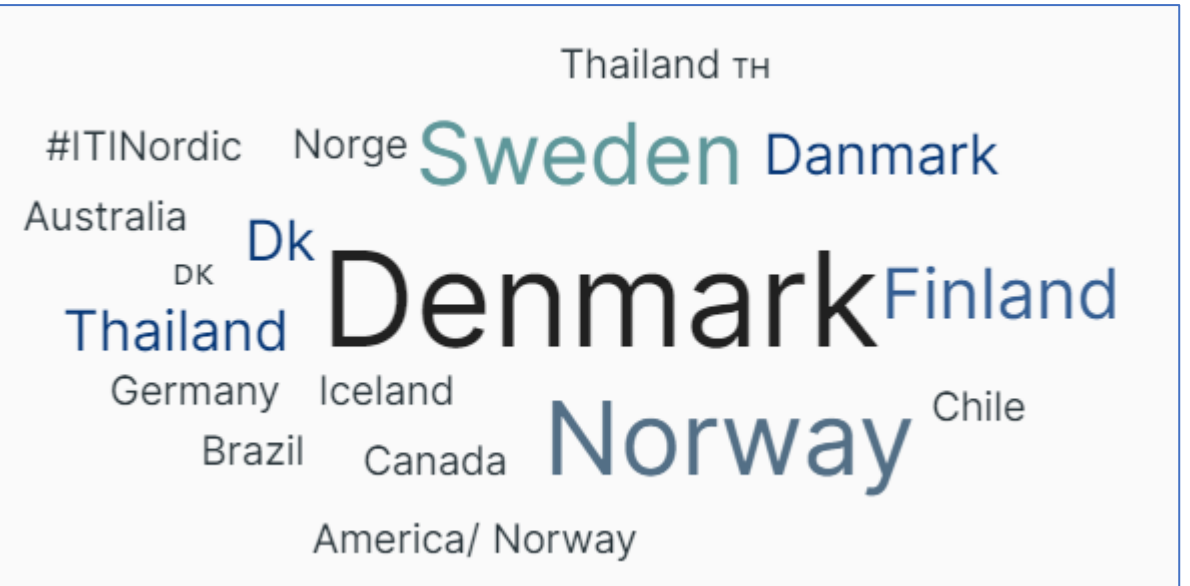 Thailand TH
#ITINordic Norge Sweden Danmark
Australia
Dk
DK
Denmark Finland
Thailand
Germany Iceland
Chile
Norway
Brazil Canada
America/ Norway